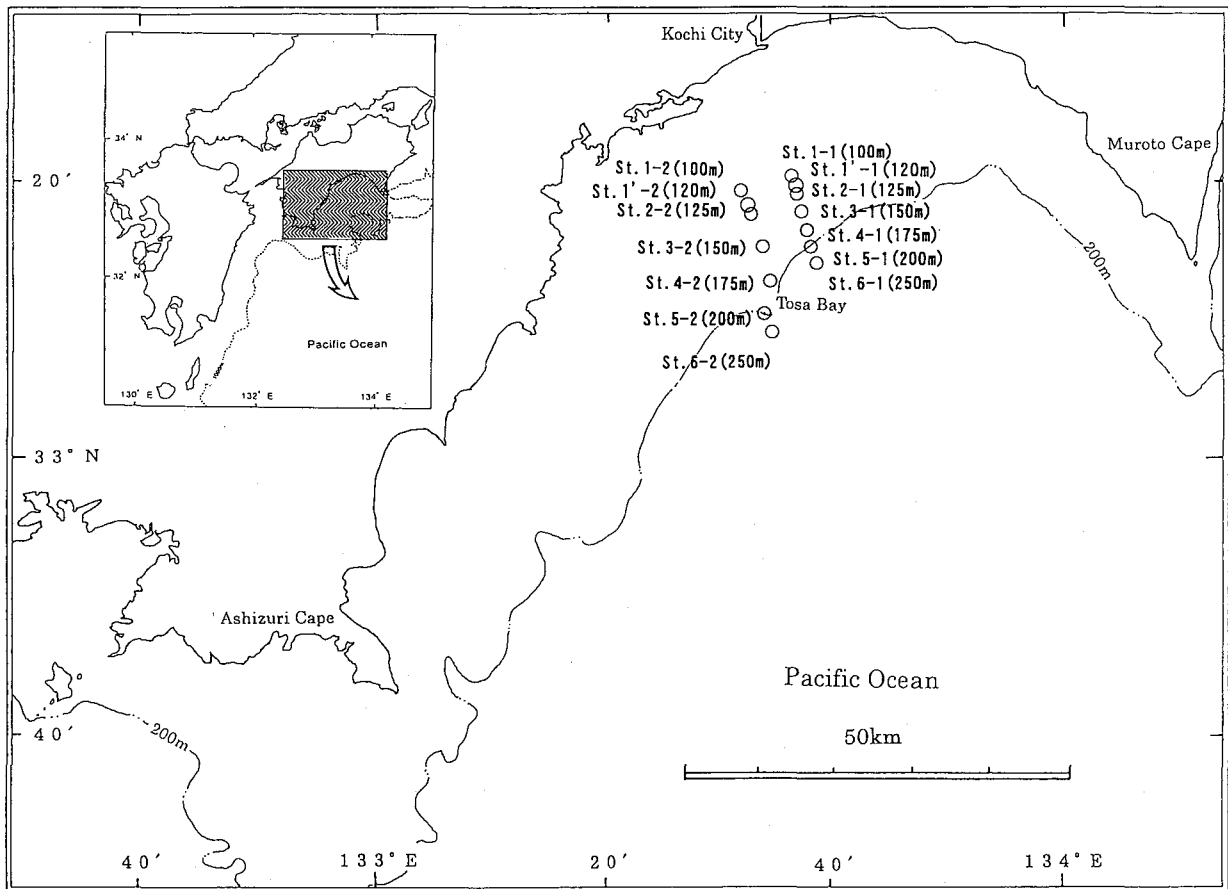 Kochi City
Muroto Cape
34° N
32° N
130° E
132° E
134° E
Pacific Ocean
20'
St. 1-2 (100m)
St. 1'-2 (120m)
St. 2-2 (125m)
St. 3-2 (150m)
St. 4-2 (175m)
St. 5-2 (200m)
St. 6-2 (250m)
St. 1-1 (100m)
St. 1'-1 (120m)
St. 2-1 (125m)
St. 3-1 (150m)
St. 4-1 (175m)
St. 5-1 (200m)
St. 6-1 (250m)
Tosa Bay
200m
33° N
Ashizuri Cape
Pacific Ocean
200m
40'
50km
40'
133° E
20'
40'
134° E